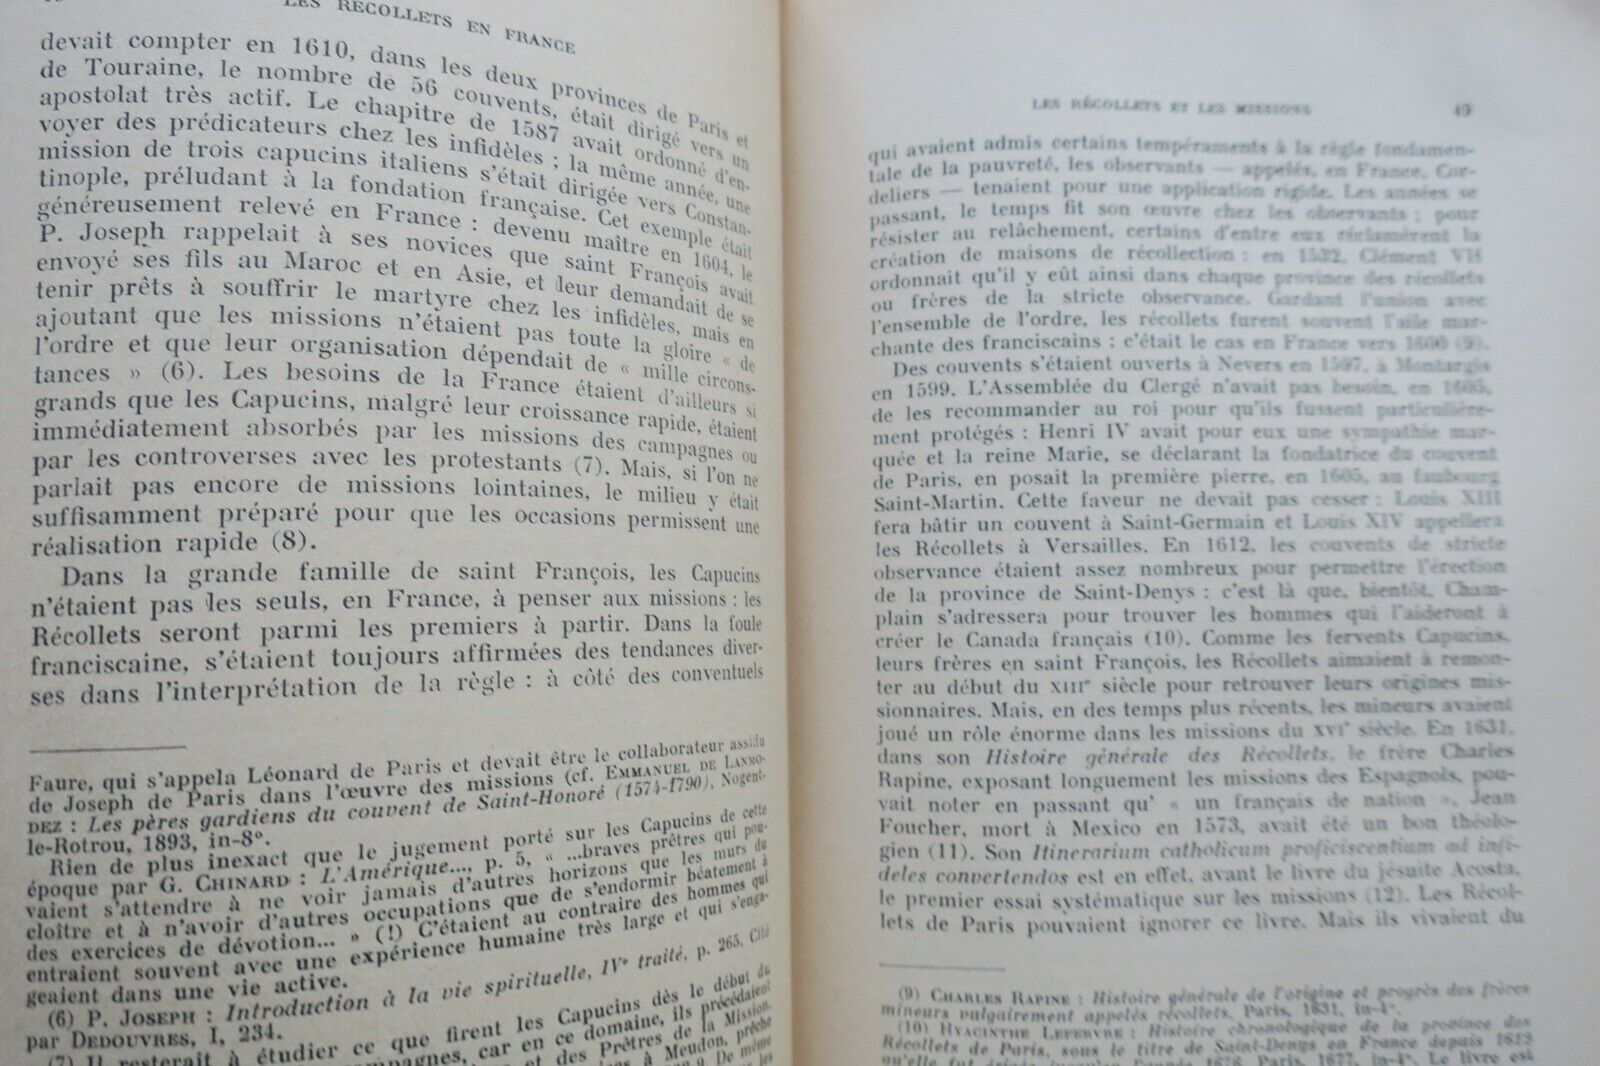 LES RÉCOLLETS EN FRANCE
devait compter en 1610, dans les deux provinces de Paris et
de Touraine, le nombre de 56 couvents, était dirigé vers un
apostolat très actif. Le chapitre de 1587 avait ordonné d'en-
voyer des prédicateurs chez les infidèles ; la même année, une
mission de trois capucins italiens s'était dirigée vers Constan-
tinople, préludant à la fondation française. Cet exemple était
généreusement relevé en France : devenu maître en 1604, le
P. Joseph rappelait à ses novices que saint François avait
envoyé ses fils au Maroc et en Asie, et leur demandait de se
tenir prêts à souffrir le martyre chez les infidèles, mais en
ajoutant que les missions n'étaient pas toute la gloire « de
l'ordre et que leur organisation dépendait de « mille circons-
tances » (6). Les besoins de la France étaient d'ailleurs si
grands que les Capucins, malgré leur croissance rapide, étaient
immédiatement absorbés par les missions des campagnes ou
par les controverses avec les protestants (7). Mais, si l'on ne
parlait pas encore de missions lointaines, le milieu y était
suffisamment préparé pour que les occasions permissent une
réalisation rapide (8).
Dans la grande famille de saint François, les Capucins
n'étaient pas les seuls, en France, à penser aux missions : les
Récollets seront parmi les premiers à partir. Dans la foule
franciscaine, s'étaient toujours affirmées des tendances diver-
ses dans l'interprétation de la règle : à côté des conventuels
Faure, qui s'appela Léonard de Paris et devait être le collaborateur assidu
de Joseph de Paris dans l'œuvre des missions (cf. EMMANUEL DE LANMO-
DEZ : Les pères gardiens du couvent de Saint-Honoré (1574-1790), Nogent-
le-Rotrou, 1893, in-8°.
Rien de plus inexact que le jugement porté sur les Capucins de cette
époque par G. CHINARD : L'Amérique..., p. 5, « ...braves prêtres qui pou-
vaient s'attendre à ne voir jamais d'autres horizons que les murs du
cloître et à n'avoir d'autres occupations que de s'endormir béatement à
des exercices de dévotion... » (!) C'étaient au contraire des hommes qui
entraient souvent avec une expérience humaine très large et qui s'enga-
geaient dans une vie active.
(6) P. JOSEPH : Introduction à la vie spirituelle, IVe traité, p. 265. Cité
par DEDOUVRES, I, 234.
(7) Il resterait à étudier ce que firent les Capucins dès le début du
campagnes, car en ce domaine, ils précédaient
et des Prêtres de la Mission.
à Meudon, prêche
De même
les
LES RÉCOLLETS ET LES MISSIONS 49
qui avaient admis certains tempéraments à la règle fondamen-
tale de la pauvreté, les observants — appelés, en France, Cor-
deliers — tenaient pour une application rigide. Les années se
passant, le temps fit son œuvre chez les observants ; pour
résister au relâchement, certains d'entre eux réclamèrent la
création de maisons de récollection : en 1532, Clément VII
ordonnait qu'il y eût ainsi dans chaque province des récollets
ou frères de la stricte observance. Gardant l'union avec
l'ensemble de l'ordre, les récollets furent souvent l'aile mar-
chante des franciscains : c'était le cas en France vers 1600 (9).
Des couvents s'étaient ouverts à Nevers en 1597, à Montargis
en 1599. L'Assemblée du Clergé n'avait pas besoin, en 1605,
de les recommander au roi pour qu'ils fussent particulière-
ment protégés : Henri IV avait pour eux une sympathie mar-
quée et la reine Marie, se déclarant la fondatrice du couvent
de Paris, en posait la première pierre, en 1605, au faubourg
Saint-Martin. Cette faveur ne devait pas cesser : Louis XIII
fera bâtir un couvent à Saint-Germain et Louis XIV appellera
les Récollets à Versailles. En 1612, les couvents de stricte
observance étaient assez nombreux pour permettre l'érection
de la province de Saint-Denys : c'est là que, bientôt, Cham-
plain s'adressera pour trouver les hommes qui l'aideront à
créer le Canada français (10). Comme les fervents Capucins,
leurs frères en saint François, les Récollets aimaient à remon-
ter au début du XIIIe siècle pour retrouver leurs origines mis-
sionnaires. Mais, en des temps plus récents, les mineurs avaient
joué un rôle énorme dans les missions du XVIe siècle. En 1631,
dans son Histoire générale des Récollets, le frère Charles
Rapine, exposant longuement les missions des Espagnols, pou-
vait noter en passant qu' « un français de nation », Jean
Foucher, mort à Mexico en 1573, avait été un bon théolo-
gien (11). Son Itinerarium catholicum proficiscentium ad infi-
deles convertendos est en effet, avant le livre du jésuite Acosta,
le premier essai systématique sur les missions (12). Les Récol-
lets de Paris pouvaient ignorer ce livre. Mais ils vivaient du
(9) CHARLES RAPINE : Histoire générale de l'origine et progrès des frères
mineurs vulgairement appelés récollets, Paris, 1631, in-4°.
(10) HYACINTHE LEFEBVRE : Histoire chronologique de la province des
Récollets de Paris, sous le titre de Saint-Denys en France depuis 1612
qu'elle fut érigée jusqu'en l'année 1676, Paris, 1677, in-4°. Le livre est